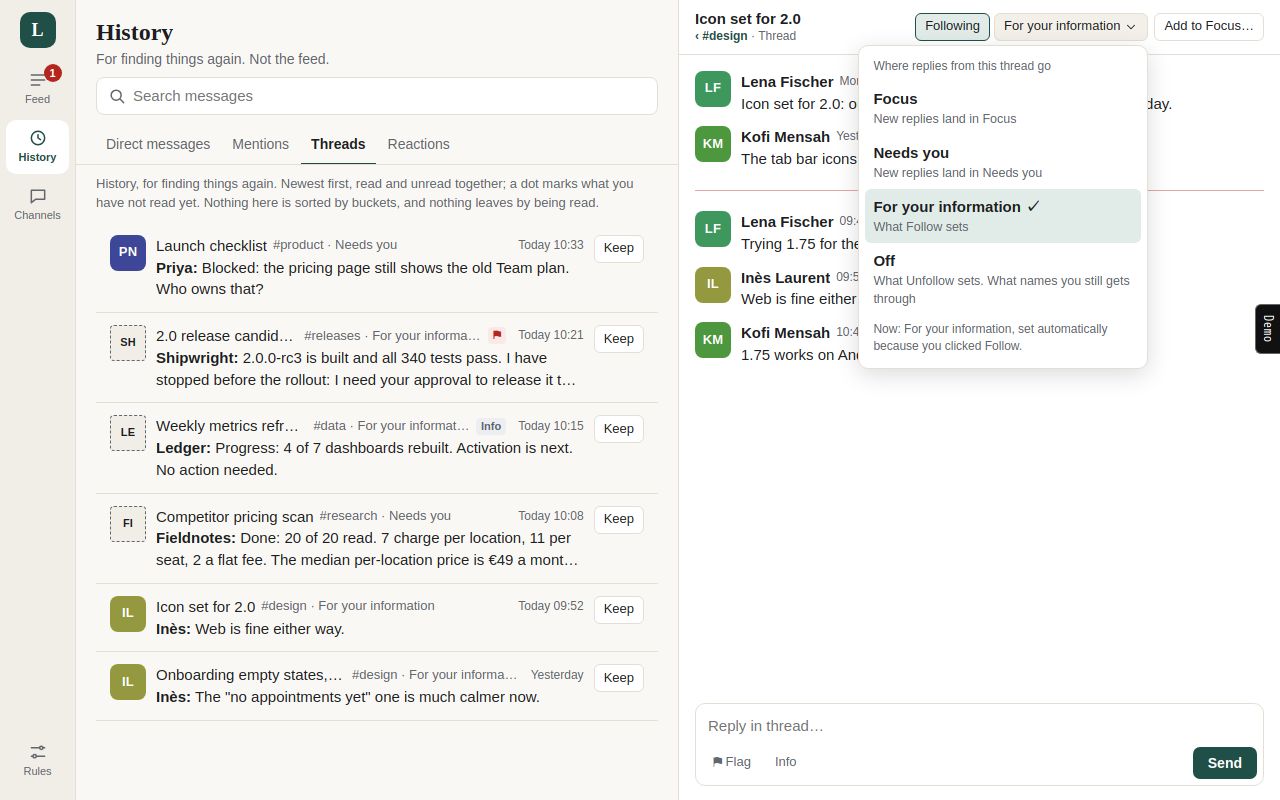 L
1
Feed
History
Channels
Rules
History
For finding things again. Not the feed.
Search messages
Direct messages
Mentions
Threads
Reactions
History, for finding things again. Newest first, read and unread together; a dot marks what you
have not read yet. Nothing here is sorted by buckets, and nothing leaves by being read.
PN
Launch checklist #product · Needs you Today 10:33 Keep
Priya: Blocked: the pricing page still shows the old Team plan.
Who owns that?
SH
2.0 release candid… #releases · For your informa… Today 10:21 Keep
Shipwright: 2.0.0-rc3 is built and all 340 tests pass. I have
stopped before the rollout: I need your approval to release it t…
LE
Weekly metrics refr… #data · For your informat… Info Today 10:15 Keep
Ledger: Progress: 4 of 7 dashboards rebuilt. Activation is next.
No action needed.
FI
Competitor pricing scan #research · Needs you Today 10:08 Keep
Fieldnotes: Done: 20 of 20 read. 7 charge per location, 11 per
seat, 2 a flat fee. The median per-location price is €49 a mont…
IL
Icon set for 2.0 #design · For your information Today 09:52 Keep
Inès: Web is fine either way.
IL
Onboarding empty states,… #design · For your informa… Yesterday Keep
Inès: The "no appointments yet" one is much calmer now.
Icon set for 2.0
‹ #design · Thread
Following
For your information
Add to Focus…
LF
Lena Fischer
Icon set for 2.0: day.
KM
Kofi Mensah
The tab bar icons
LF
Lena Fischer
Trying 1.75 for the
IL
Inès Laurent
Web is fine either
KM
Kofi Mensah
1.75 works on
Where replies from this thread go
Focus
New replies land in Focus
Needs you
New replies land in Needs you
For your information ✓
What Follow sets
Off
What Unfollow sets. What names you still gets
through
Now: For your information, set automatically
because you clicked Follow.
Demo
Reply in thread…
Flag
Info
Send